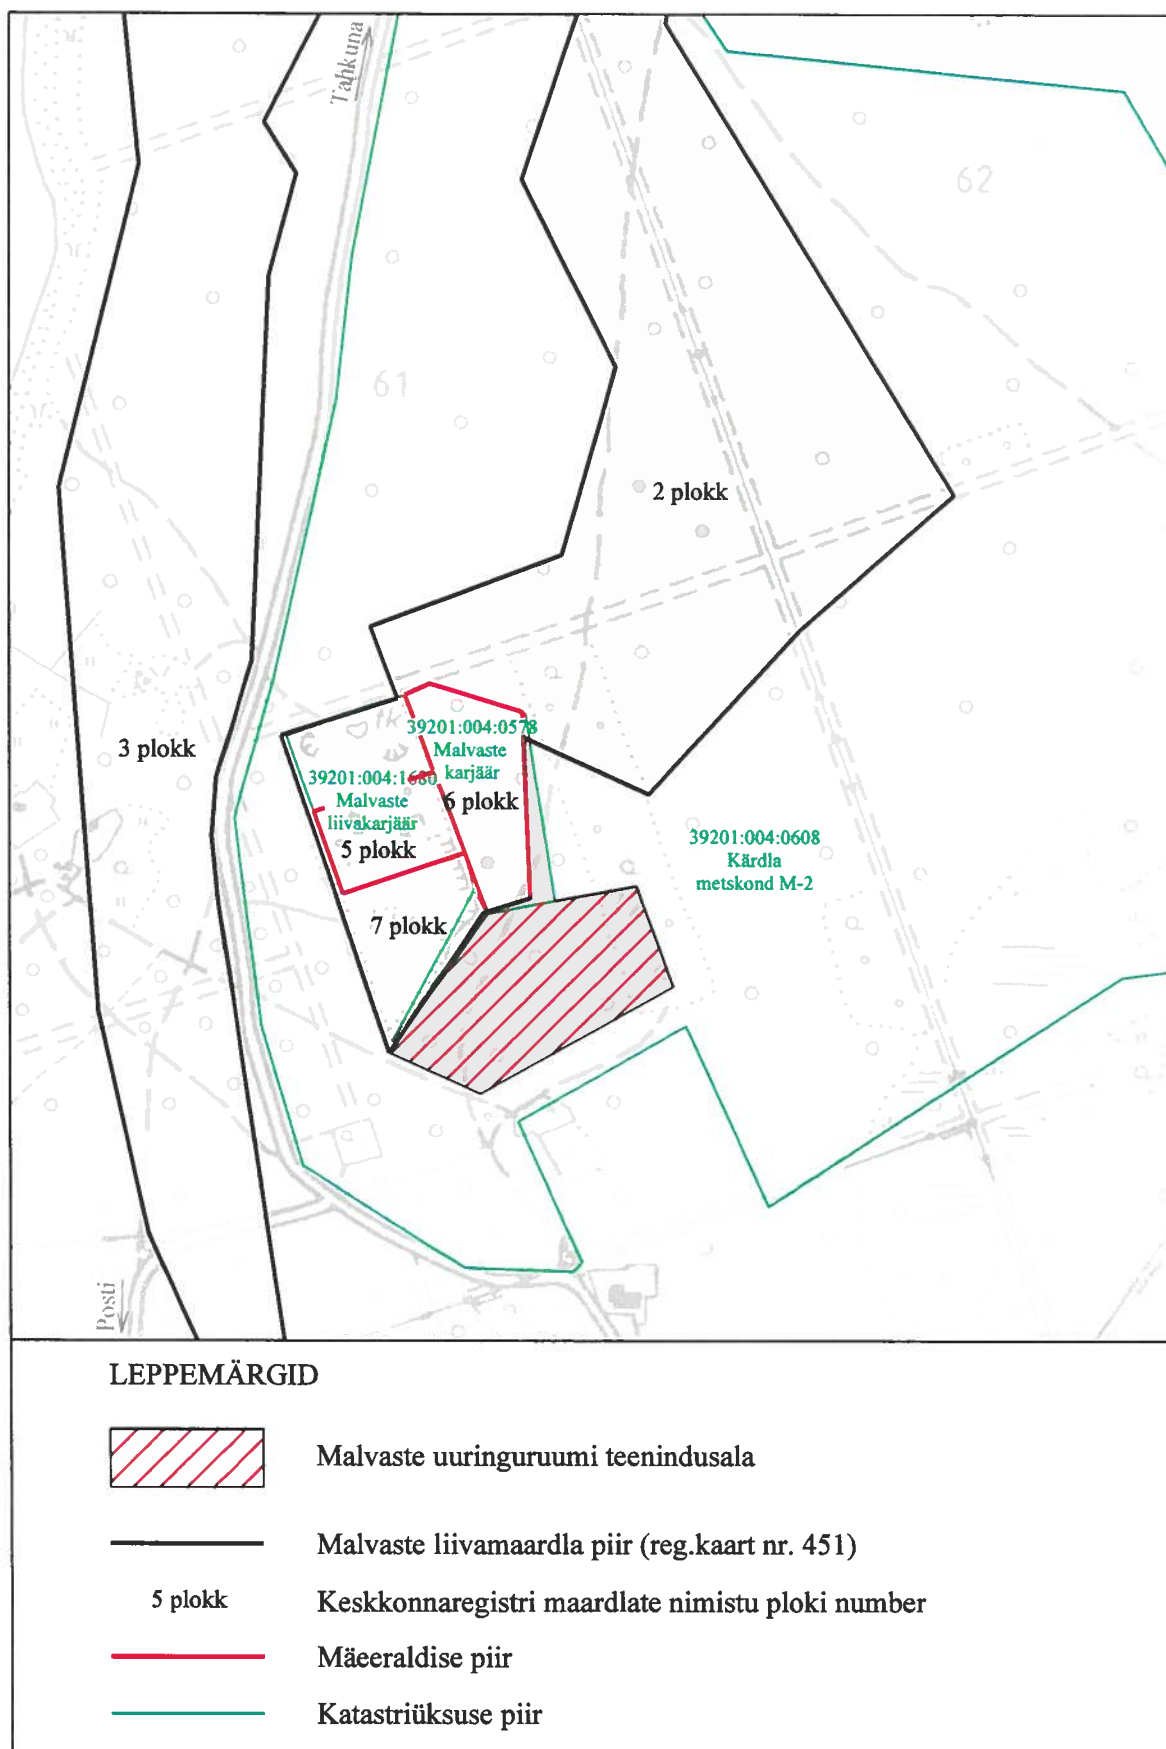 Tahkuna
62
61
2 plokk
3 plokk
tk
39201:004:0578
Malvaste
karjäär
6 plokk
39201:004:1680
Malvaste
liivakarjäär
5 plokk
7 plokk
39201:004:0608
Kärdla
metskond M-2
Posti
LEPPEMÄRGID
Malvaste uuringuruumi teenindusala
Malvaste liivamaardla piir (reg.kaart nr. 451)
5 plokk Keskkonnaregistri maardlate nimistu ploki number
Mäeeraldise piir
Katastriüksuse piir